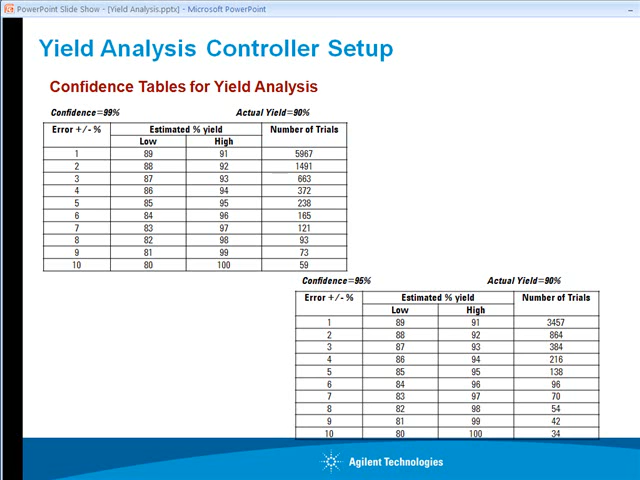 PowerPoint Slide Show - [Yield Analysis.pptx] - Microsoft PowerPoint
Yield Analysis Controller Setup
Confidence Tables for Yield Analysis
Confidence=99% Actual Yield=90%
Error +/- % Estimated % yield Number of Trials
Low High
1 89 91 5967
2 88 92 1491
3 87 93 663
4 86 94 372
5 85 95 238
6 84 96 165
7 83 97 121
8 82 98 93
9 81 99 73
10 80 100 59
Confidence=95% Actual Yield=90%
Error +/- % Estimated % yield Number of Trials
Low High
1 89 91 3457
2 88 92 864
3 87 93 384
4 86 94 216
5 85 95 138
6 84 96 96
7 83 97 70
8 82 98 54
9 81 99 42
10 80 100 34
Agilent Technologies